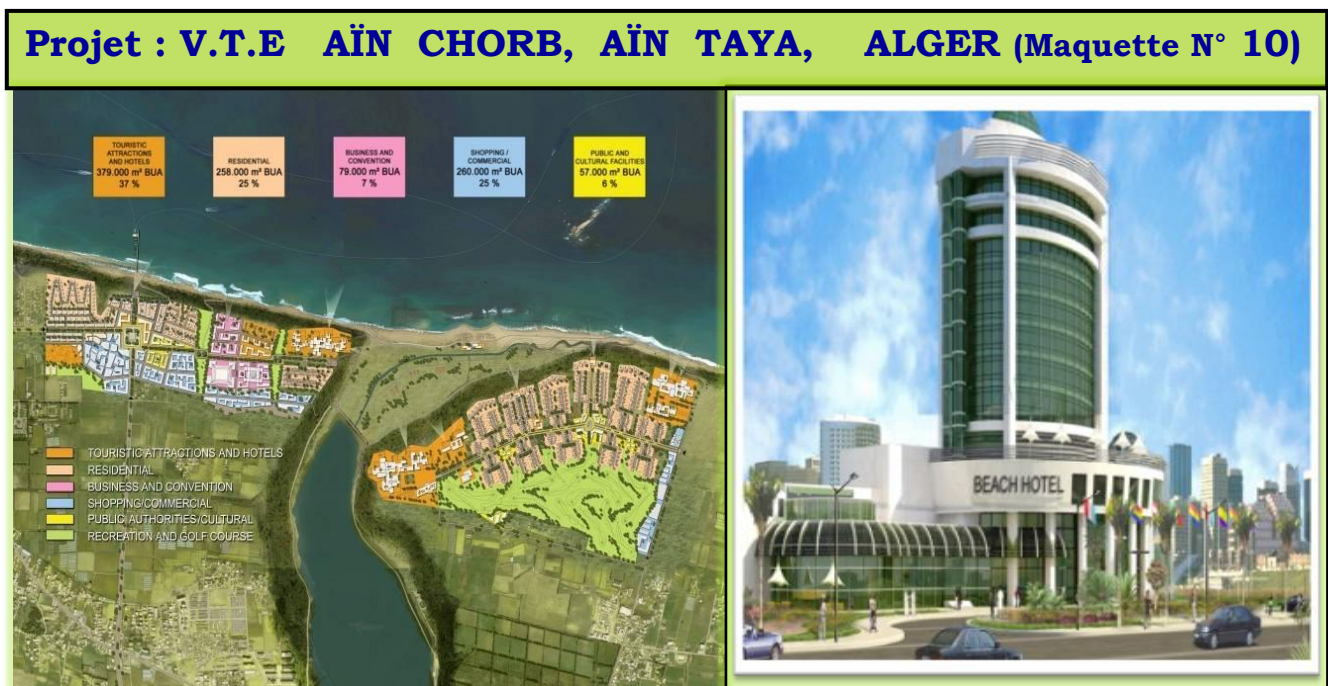 Projet : V.T.E AÏN CHORB, AÏN TAYA, ALGER (Maquette N° 10)
TOURISTIC
ATTRACTIONS
AND HOTELS
379.000 m² BUA
37 %
RESIDENTIAL
258.000 m² BUA
25 %
BUSINESS AND
CONVENTION
79.000 m² BUA
7 %
SHOPPING /
COMMERCIAL
260.000 m² BUA
25 %
PUBLIC AND
CULTURAL FACILITIES
57.000 m² BUA
6 %
TOURISTIC ATTRACTIONS AND HOTELS
RESIDENTIAL
BUSINESS AND CONVENTION
SHOPPING/COMMERCIAL
PUBLIC AUTHORITIES/CULTURAL
RECREATION AND GOLF COURSE
BEACH HOTEL